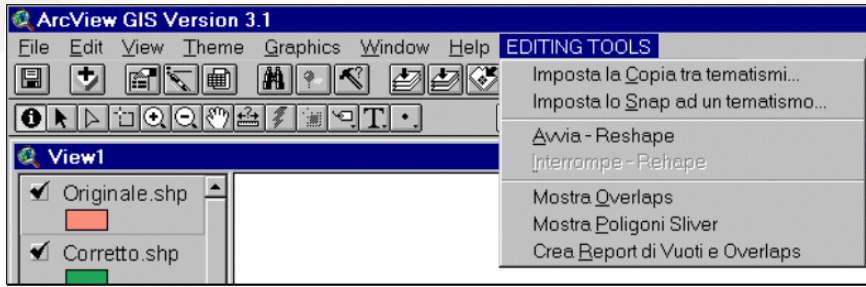 ArcView GIS Version 3.1
File Edit View Theme Graphics Window Help EDITING TOOLS
Imposta la Copia tra tematismi...
Imposta lo Snap ad un tematismo...
Avvia - Reshape
Interrompe - Rehape
Mostra Overlaps
Mostra Poligoni Sliver
Crea Report di Vuoti e Overlaps
View1
Originale.shp
Corretto.shp